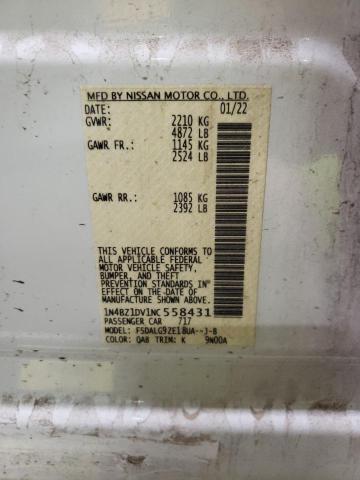 MFD BY NISSAN MOTOR CO., LTD.
DATE: 01/22
GVWR: 2210 KG
4872 LB
GAWR FR.: 1145 KG
2524 LB
GAWR RR.: 1085 KG
2392 LB
THIS VEHICLE CONFORMS TO
ALL APPLICABLE FEDERAL
MOTOR VEHICLE SAFETY,
BUMPER, AND THEFT
PREVENTION STANDARDS
IN EFFECT ON THE DATE OF
MANUFACTURE SHOWN ABOVE.
1N4BZ1DV1NC558431
PASSENGER CAR 717
MODEL: FSDALG9ZE18UA--J-B
COLOR: QAB TRIM: K 9N00A